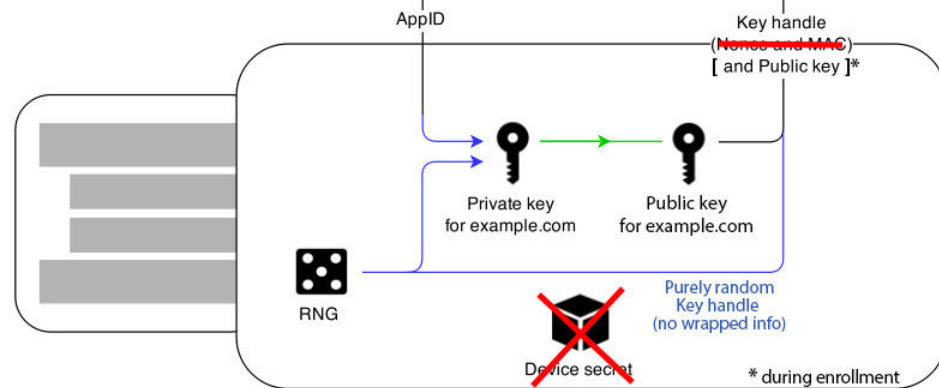 AppID
Key handle
(Nonce and MAC)
[ and Public key ]*
Private key
for example.com
Public key
for example.com
RNG
Purely random
Key handle
(no wrapped info)
Device secret
* during enrollment